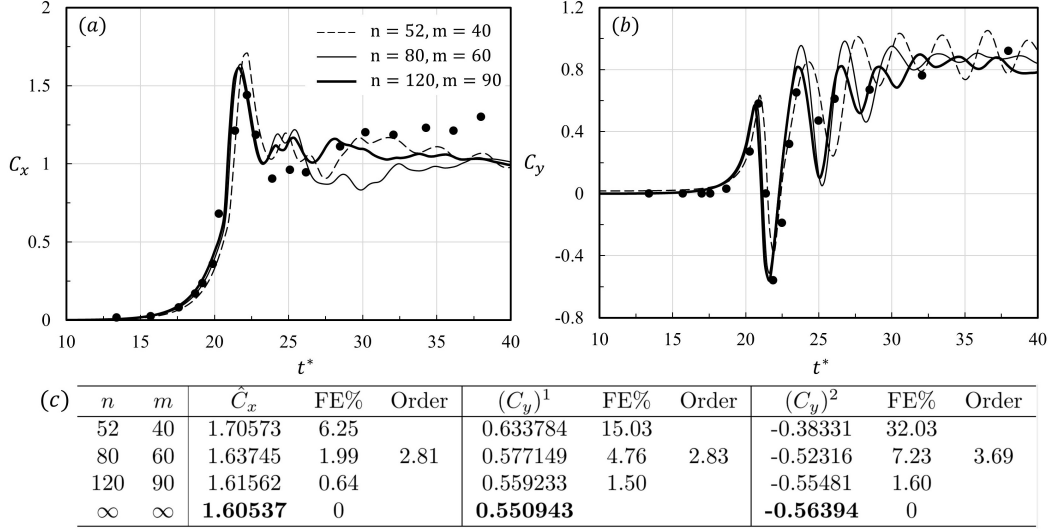 (a)
n = 52, m = 40
n = 80, m = 60
n = 120, m = 90
2
1.5
1
0.5
0
C_x
10 15 20 25 30 35 40
t*
(b)
1.2
0.8
0.4
0
-0.4
-0.8
C_y
10 15 20 25 30 35 40
t*
(c) n m Ĉ_x FE% Order (C_y)^1 FE% Order (C_y)^2 FE% Order
52 40 1.70573 6.25 0.633784 15.03 -0.38331 32.03
80 60 1.63745 1.99 2.81 0.577149 4.76 2.83 -0.52316 7.23 3.69
120 90 1.61562 0.64 0.559233 1.50 -0.55481 1.60
∞ ∞ 1.60537 0 0.550943 -0.56394 0